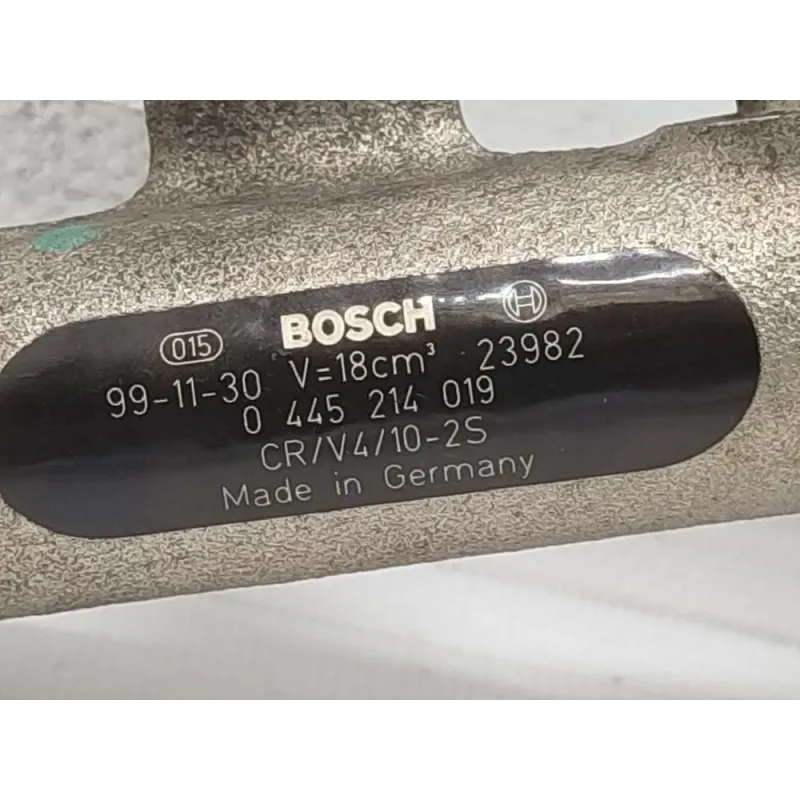 015 BOSCH
99-11-30 V=18cm³ 23982
0 445 214 019
CR/V4/10-2S
Made in Germany